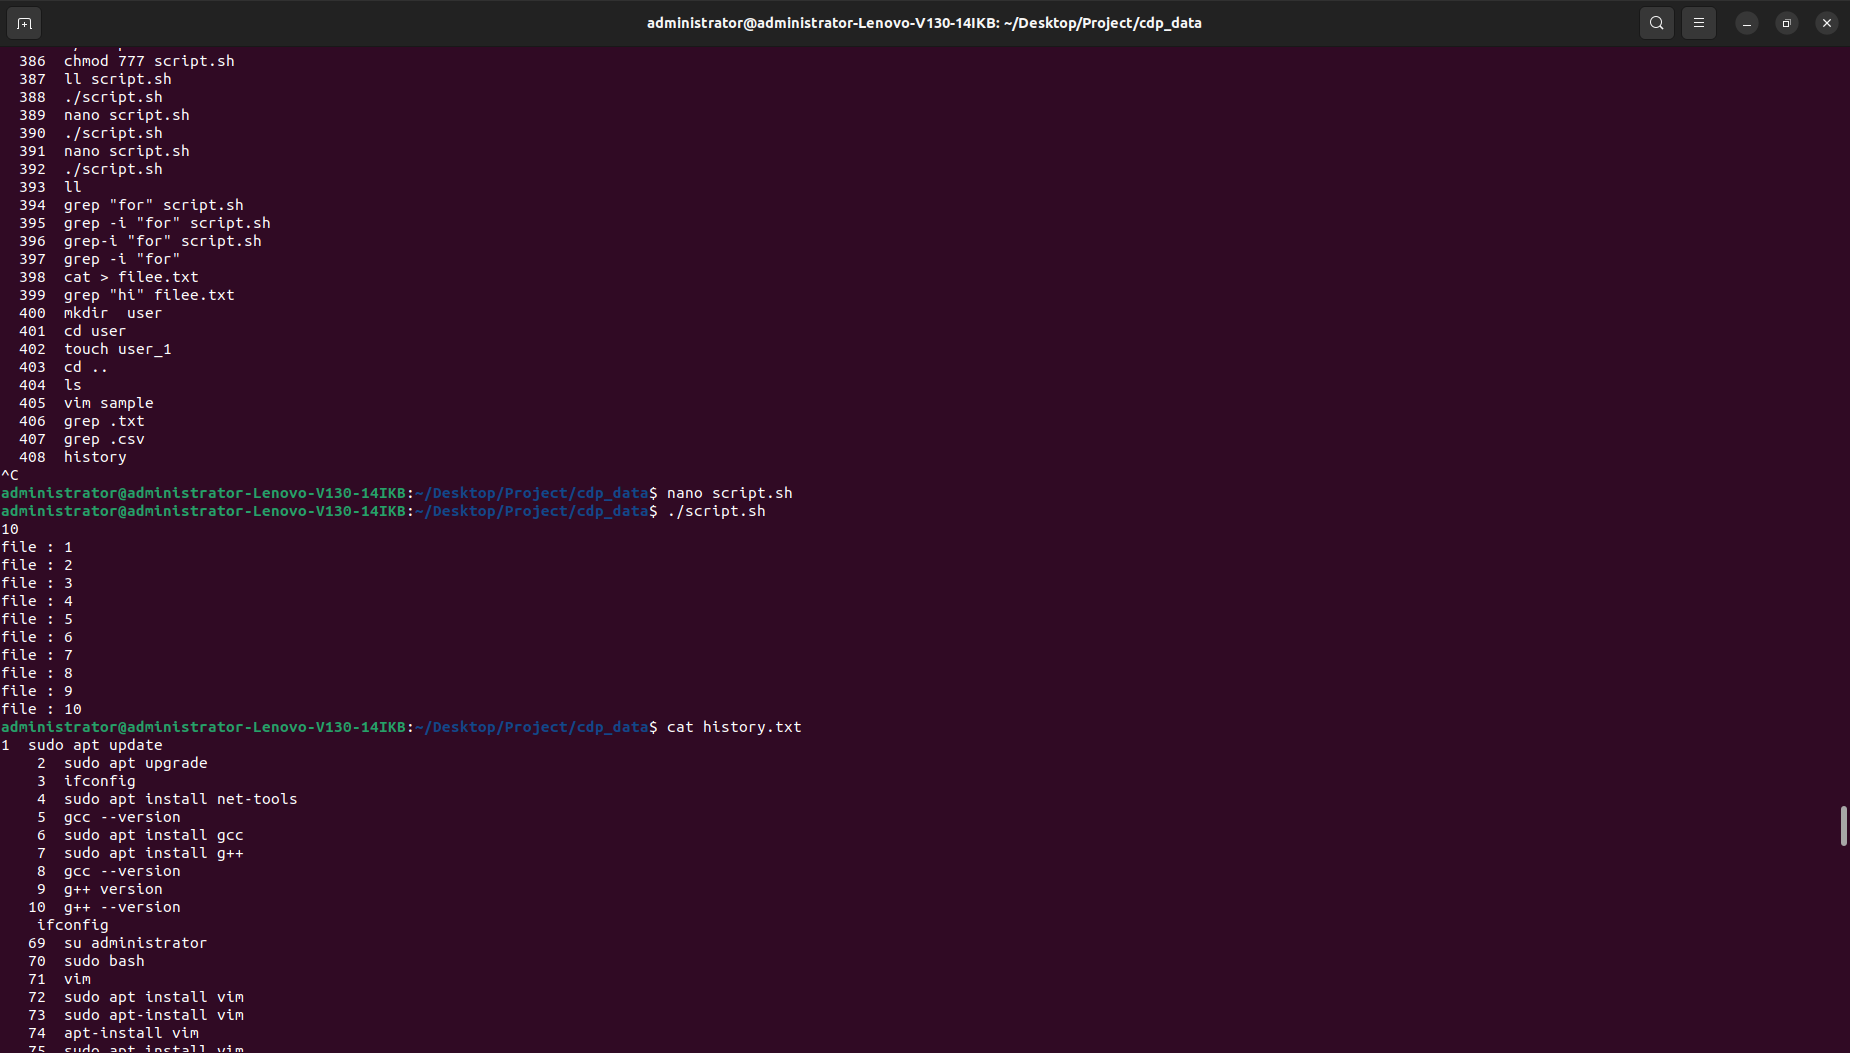 administrator@administrator-Lenovo-V130-14IKB: ~/Desktop/Project/cdp_data
386  chmod 777 script.sh
387  ll script.sh
388  ./script.sh
389  nano script.sh
390  ./script.sh
391  nano script.sh
392  ./script.sh
393  ll
394  grep "for" script.sh
395  grep -i "for" script.sh
396  grep-i "for" script.sh
397  grep -i "for"
398  cat > filee.txt
399  grep "hi" filee.txt
400  mkdir  user
401  cd user
402  touch user_1
403  cd ..
404  ls
405  vim sample
406  grep .txt
407  grep .csv
408  history
^C
administrator@administrator-Lenovo-V130-14IKB:~/Desktop/Project/cdp_data$ nano script.sh
administrator@administrator-Lenovo-V130-14IKB:~/Desktop/Project/cdp_data$ ./script.sh
10
file : 1
file : 2
file : 3
file : 4
file : 5
file : 6
file : 7
file : 8
file : 9
file : 10
administrator@administrator-Lenovo-V130-14IKB:~/Desktop/Project/cdp_data$ cat history.txt
1  sudo apt update
2  sudo apt upgrade
3  ifconfig
4  sudo apt install net-tools
5  gcc --version
6  sudo apt install gcc
7  sudo apt install g++
8  gcc --version
9  g++ version
10  g++ --version
ifconfig
69  su administrator
70  sudo bash
71  vim
72  sudo apt install vim
73  sudo apt-install vim
74  apt-install vim
75  sudo apt install vim